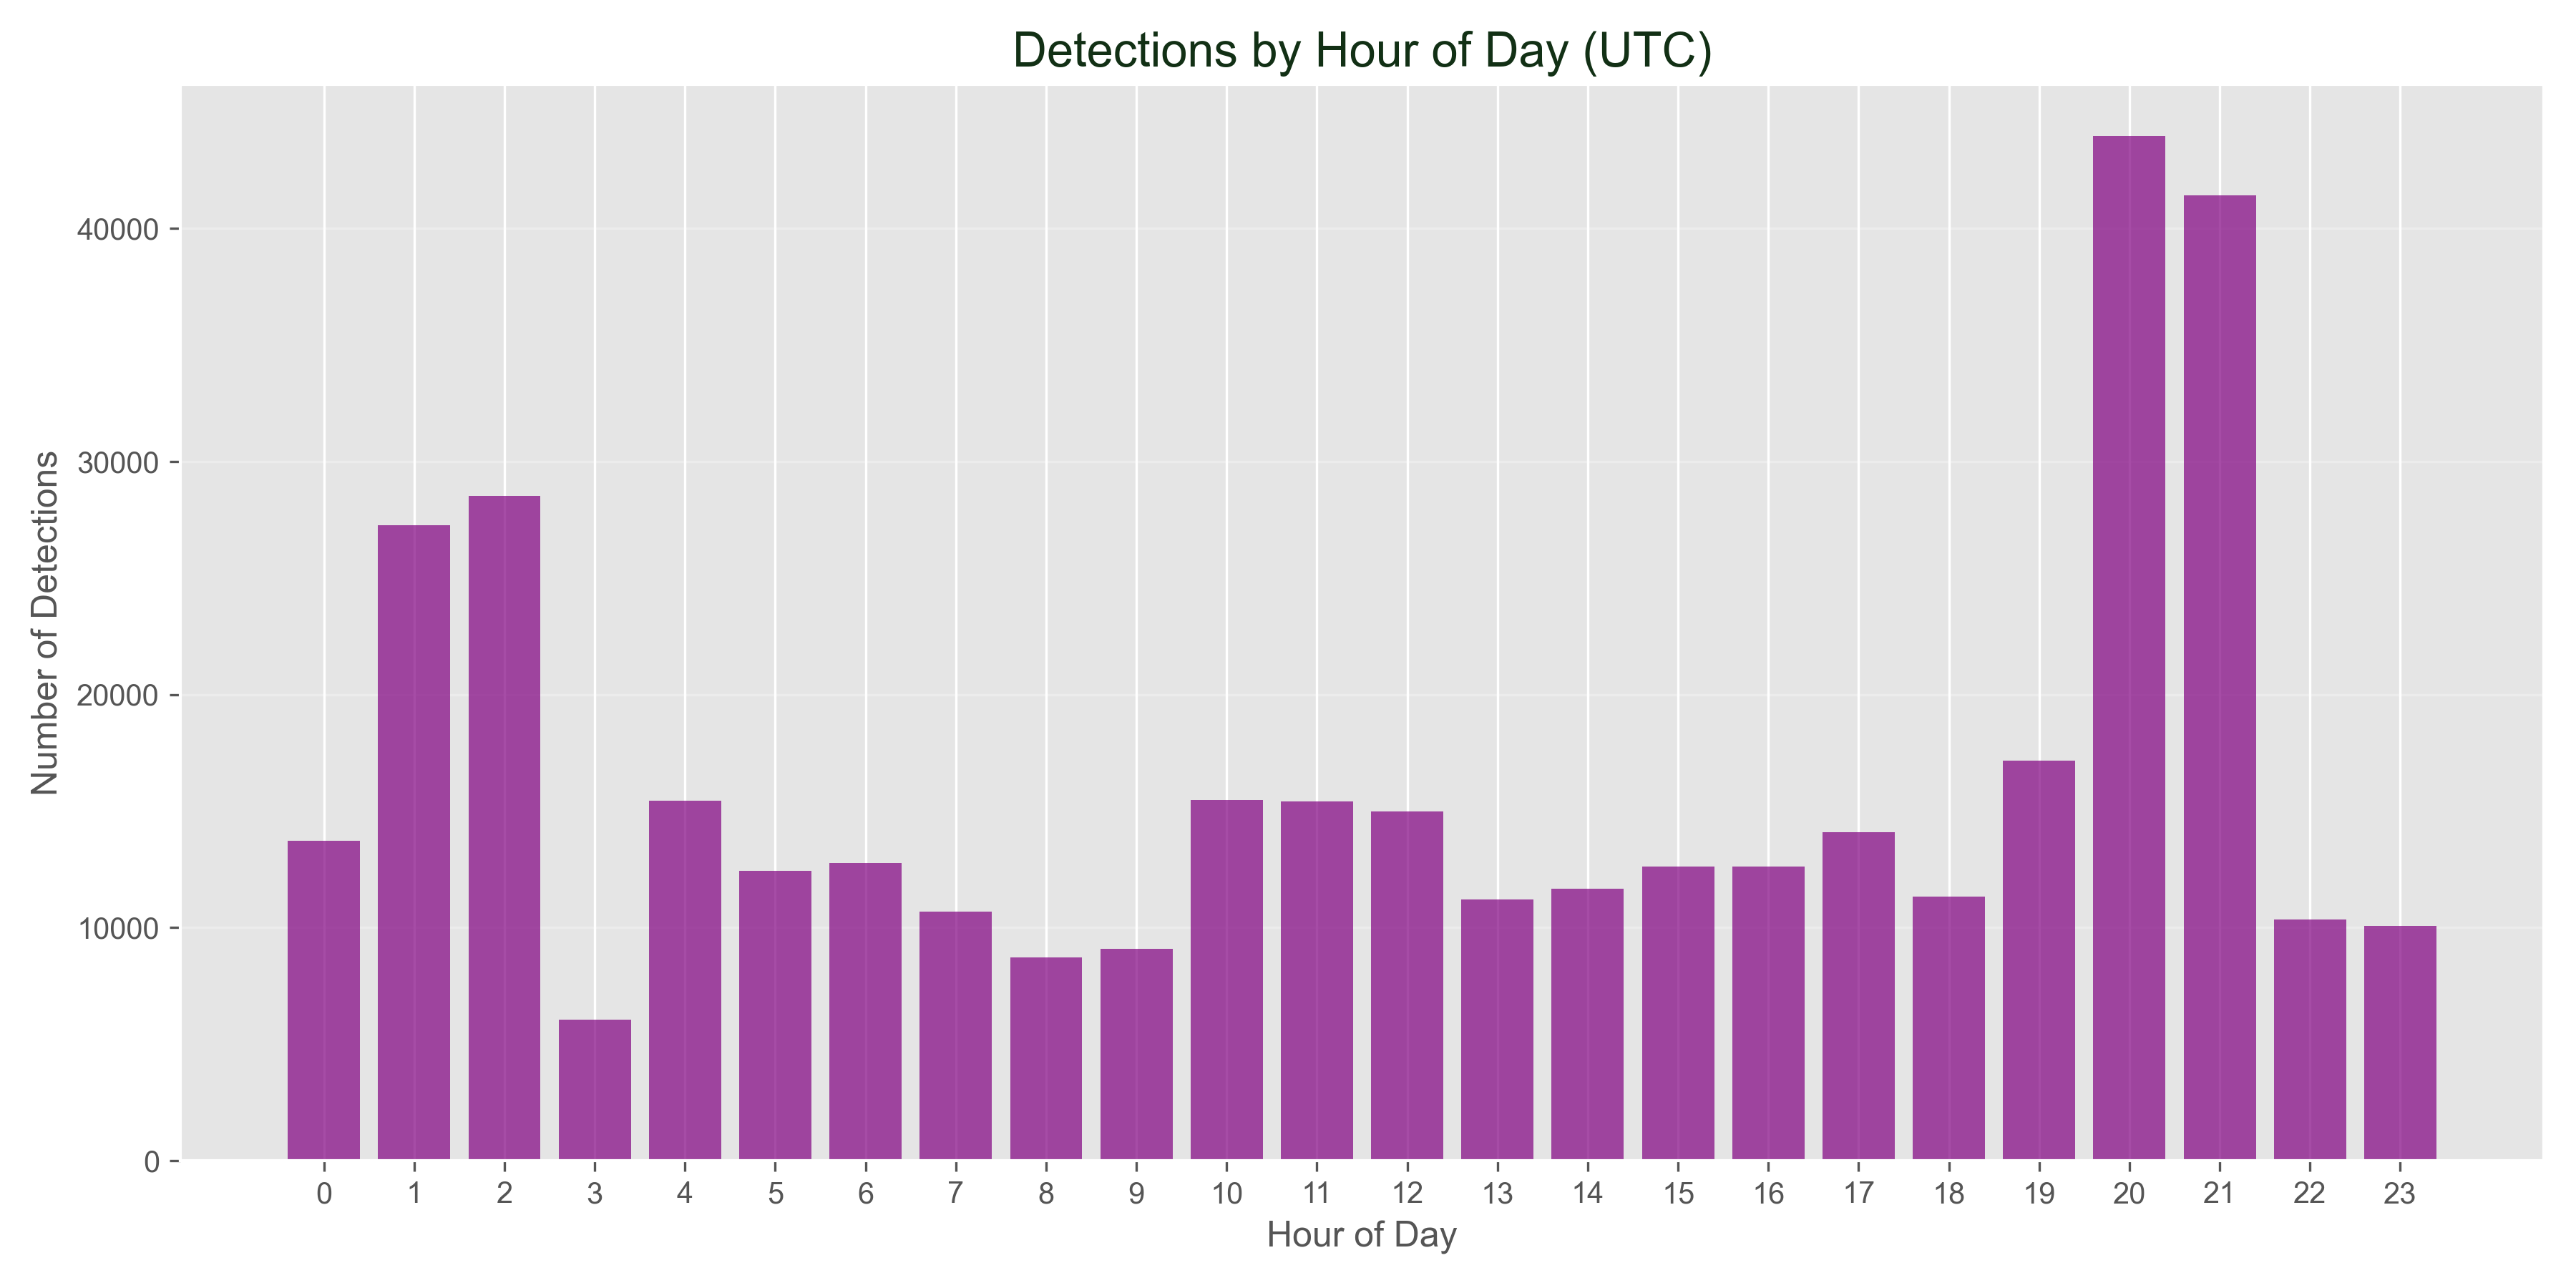 Detections by Hour of Day (UTC)
Number of Detections
40000
30000
20000
10000
0
0 1 2 3 4 5 6 7 8 9 10 11 12 13 14 15 16 17 18 19 20 21 22 23
Hour of Day